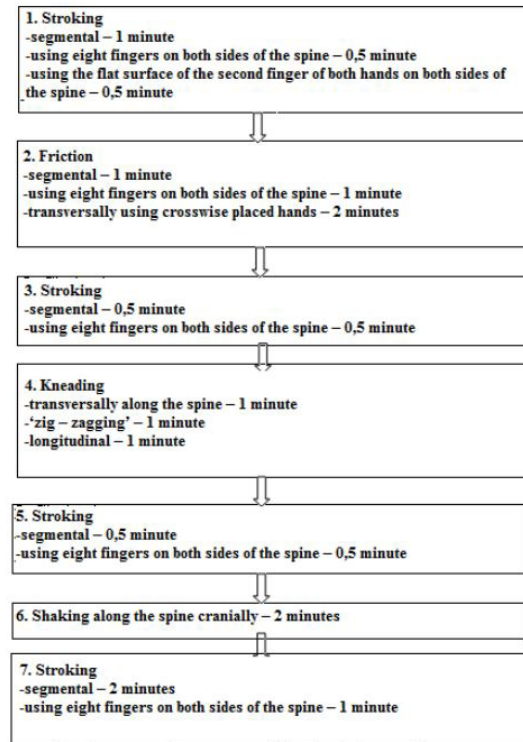 1. Stroking
-segmental – 1 minute
-using eight fingers on both sides of the spine – 0,5 minute
-using the flat surface of the second finger of both hands on both sides of
the spine – 0,5 minute
2. Friction
-segmental – 1 minute
-using eight fingers on both sides of the spine – 1 minute
-transversally using crosswise placed hands – 2 minutes
3. Stroking
-segmental – 0,5 minute
-using eight fingers on both sides of the spine – 0,5 minute
4. Kneading
-transversally along the spine – 1 minute
-‘zig – zagging’ – 1 minute
-longitudinal – 1 minute
5. Stroking
-segmental – 0,5 minute
-using eight fingers on both sides of the spine – 0,5 minute
6. Shaking along the spine cranially – 2 minutes
7. Stroking
-segmental – 2 minutes
-using eight fingers on both sides of the spine – 1 minute